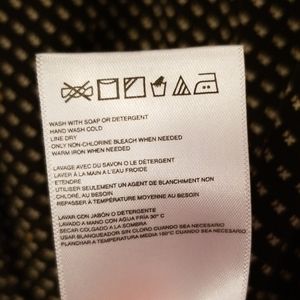 WASH WITH SOAP OR DETERGENT
HAND WASH COLD
LINE DRY
ONLY NON-CHLORINE BLEACH WHEN NEEDED
WARM IRON WHEN NEEDED
LAVAGE AVEC DU SAVON O LE DÉTERGENT
LAVER À LA MAIN A L'EAU FROIDE
ETENDRE
UTILISER SEULEMENT UN AGENT DE BLANCHIMENT NON
CHLORÉ, AU BESOIN
REPASSER À TEMPÉRATURE MOYENNE AU BESOIN
LAVAR CON JABÓN O DETERGENTE
LAVADO A MANO CON AGUA FRÍA 30° C
SECAR COLGADO A LA SOMBRA
USAR BLANQUEADOR SIN CLORO CUANDO SEA NECESARIO
PLANCHAR A TEMPERATURA MEDIA 150°C CUANDO SEA NECESARIO